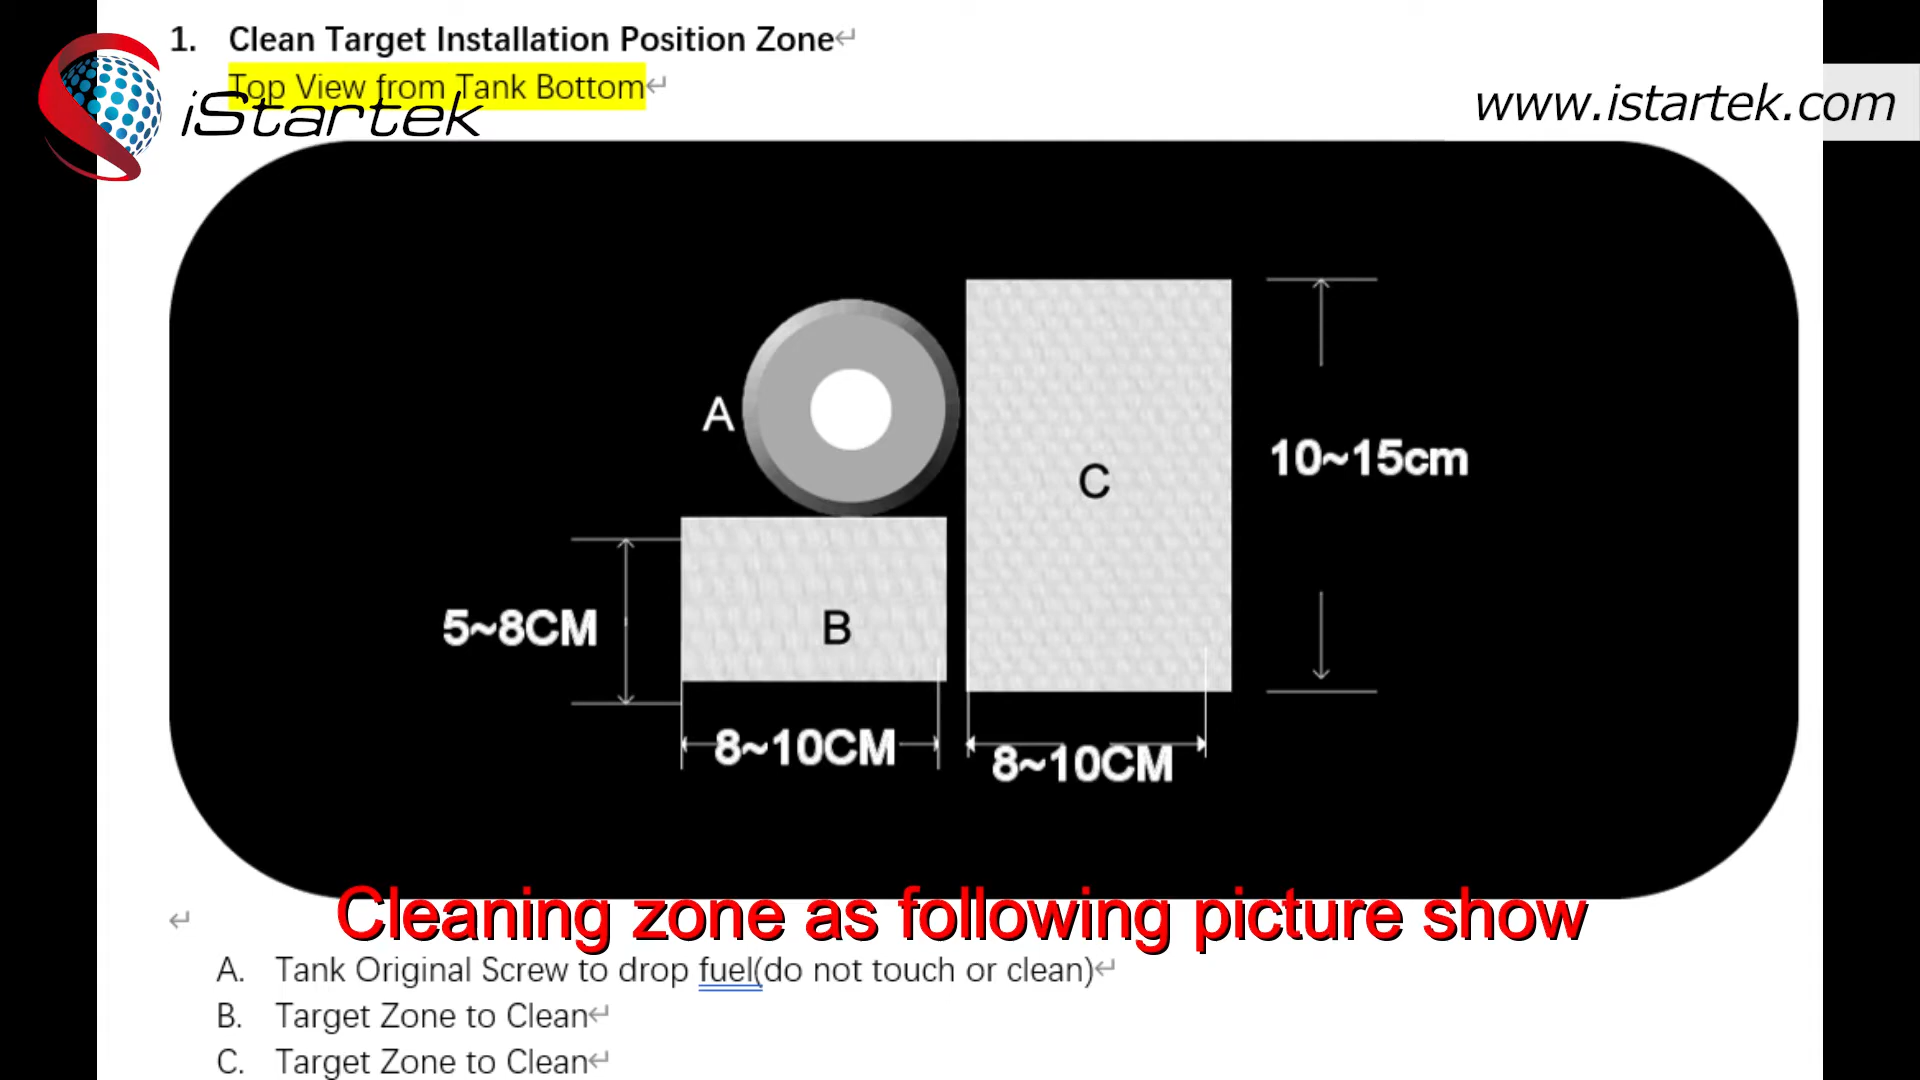 1. Clean Target Installation Position Zone
Top View from Tank Bottom
iStartek
www.istartek.com
A
C
10~15cm
5~8CM
B
8~10CM
8~10CM
Cleaning zone as following picture show
A. Tank Original Screw to drop fuel(do not touch or clean)
B. Target Zone to Clean
C. Target Zone to Clean